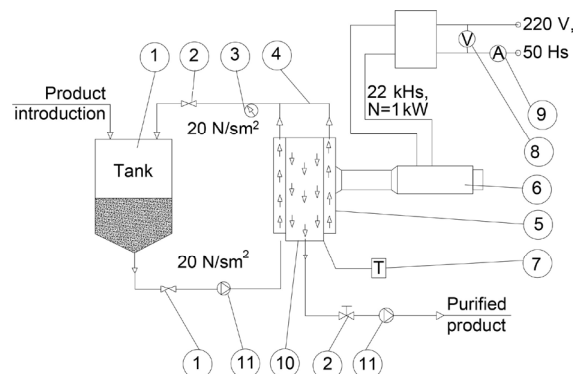 1
2
3
4
220 V,
V
A
50 Hs
Product
introduction
20 N/sm²
22 kHs,
N=1kW
9
8
Tank
6
5
20 N/sm²
T
7
Purified
product
1
11
10
2
11